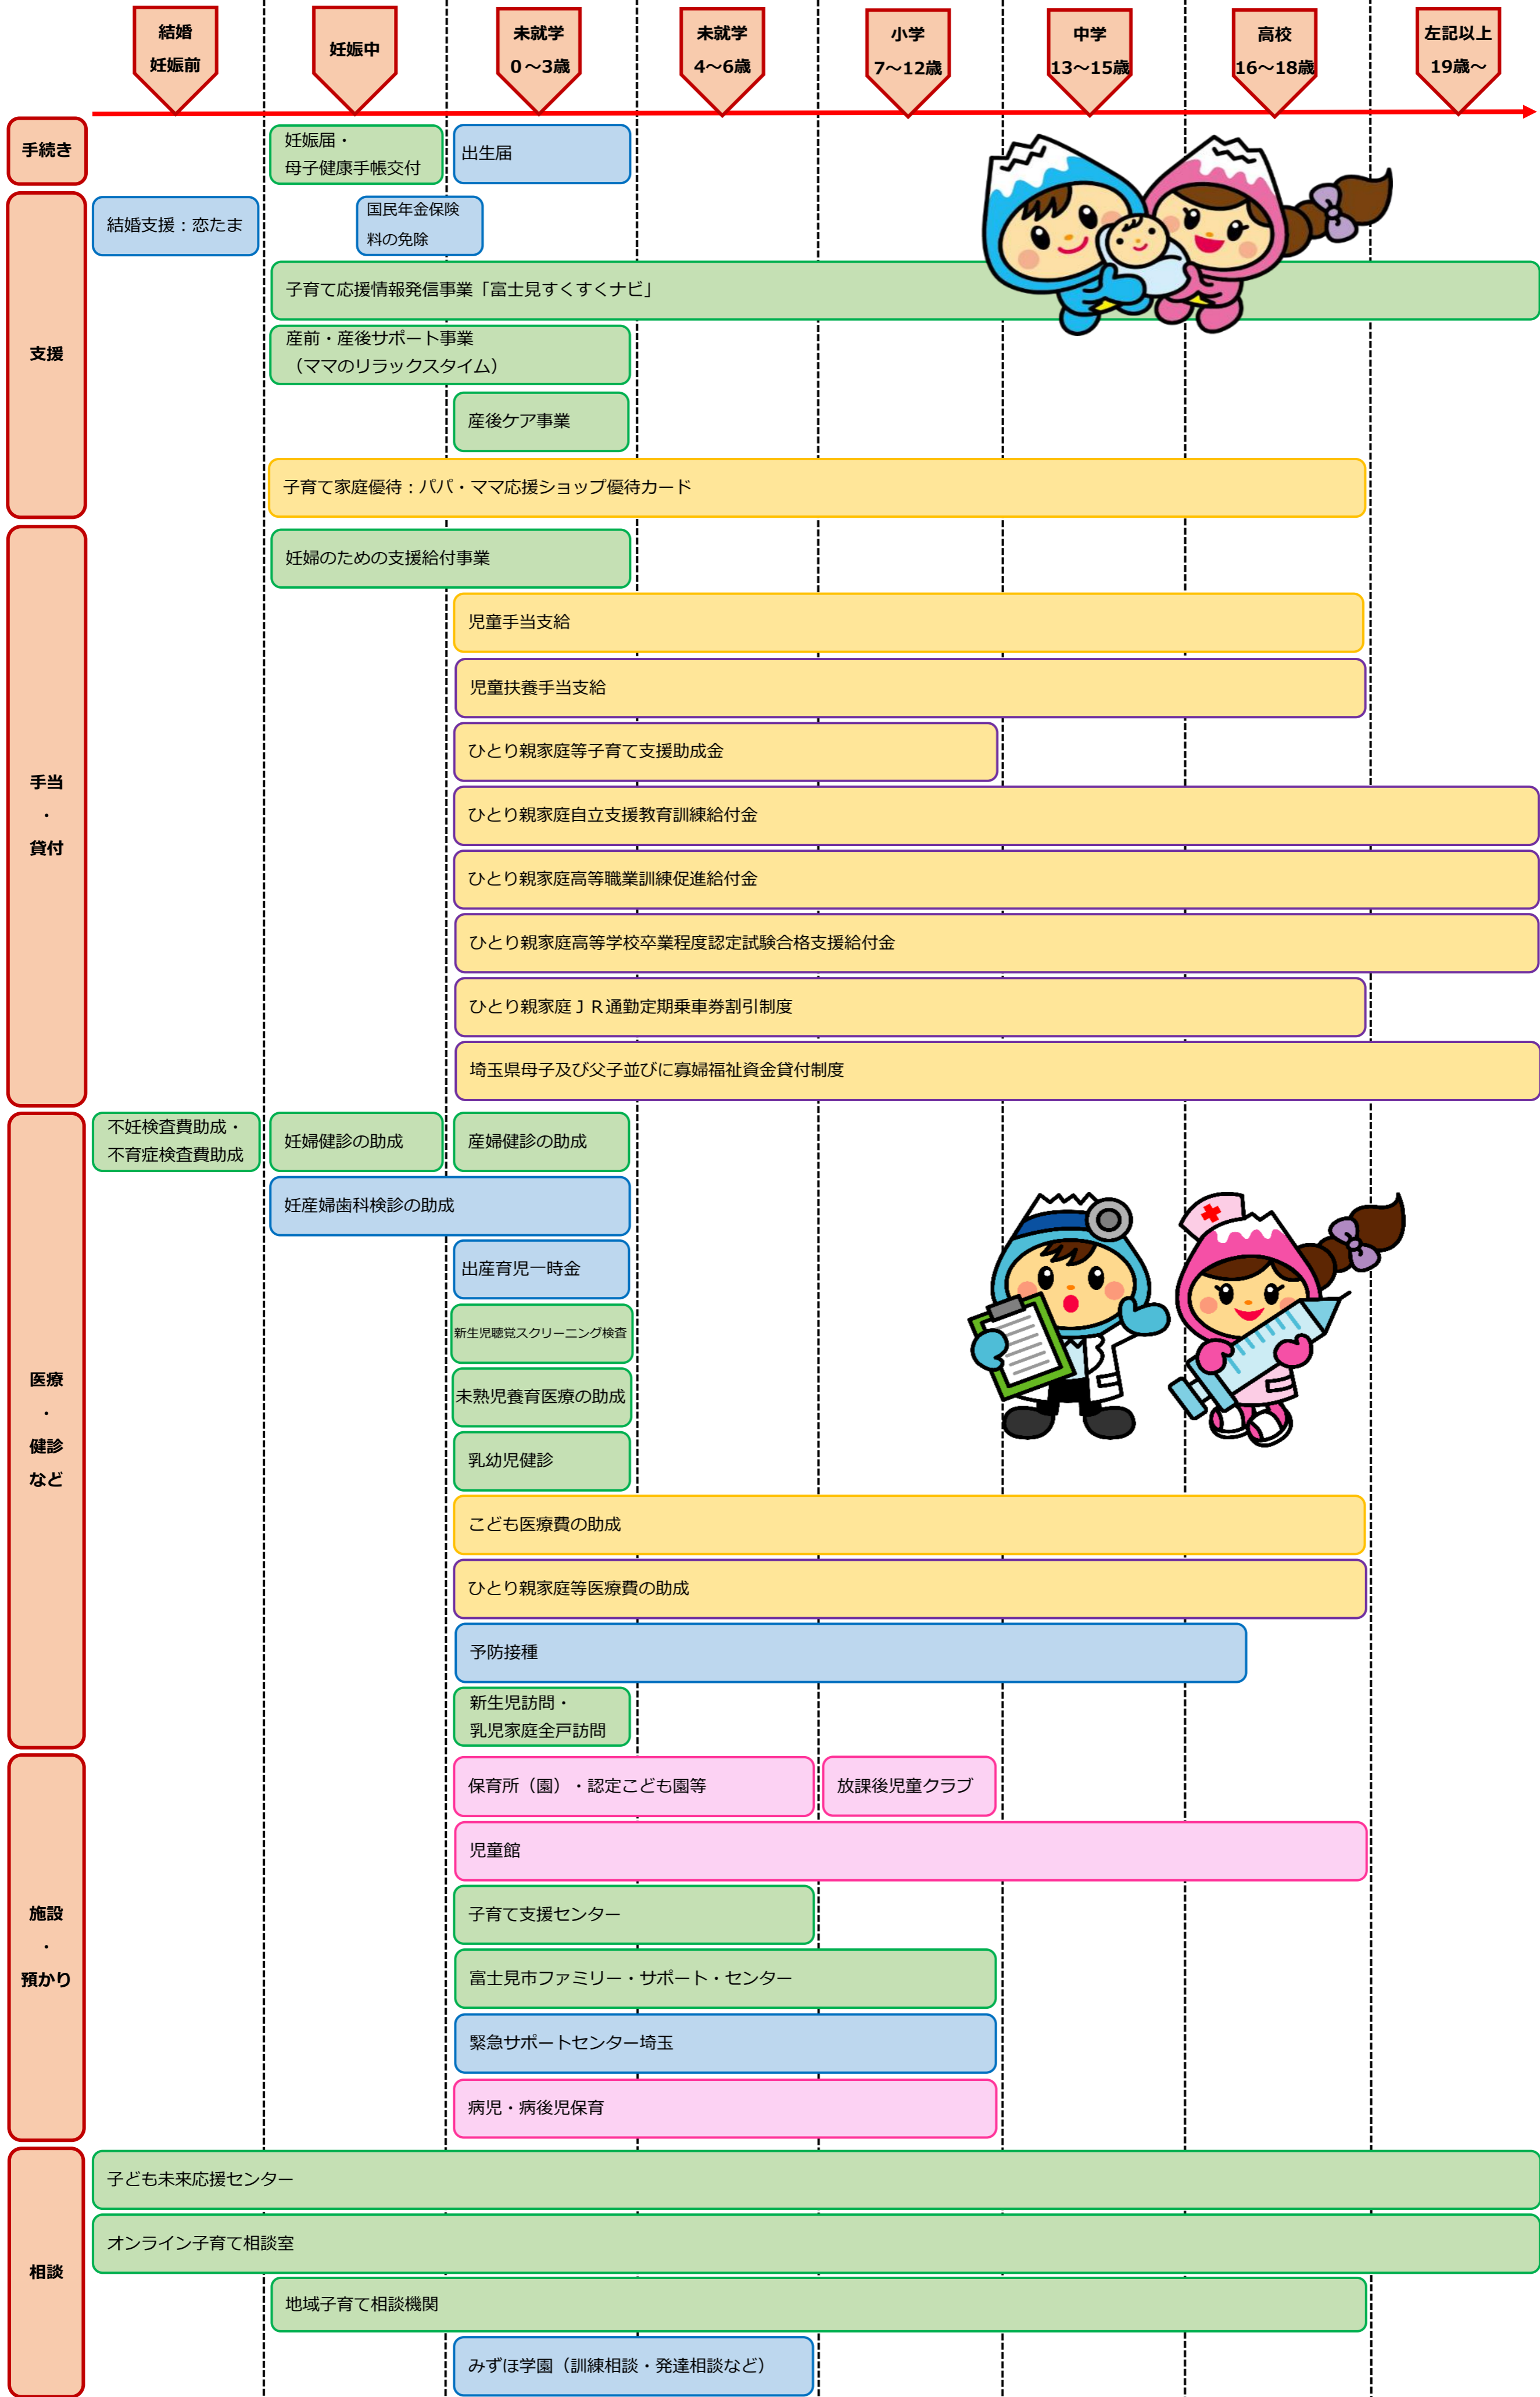 結婚
妊娠前
妊娠中
未就学
0～3歳
未就学
4～6歳
小学
7～12歳
中学
13～15歳
高校
16～18歳
左記以上
19歳～
手続き
妊娠届・
母子健康手帳交付
出生届
支援
結婚支援：恋たま
国民年金保険
料の免除
子育て応援情報発信事業「富士見すくすくナビ」
産前・産後サポート事業
（ママのリラックスタイム）
産後ケア事業
子育て家庭優待：パパ・ママ応援ショップ優待カード
手当
・
貸付
妊婦のための支援給付事業
児童手当支給
児童扶養手当支給
ひとり親家庭等子育て支援助成金
ひとり親家庭自立支援教育訓練給付金
ひとり親家庭高等職業訓練促進給付金
ひとり親家庭高等学校卒業程度認定試験合格支援給付金
ひとり親家庭ＪＲ通勤定期乗車券割引制度
埼玉県母子及び父子並びに寡婦福祉資金貸付制度
医療
・
健診
など
不妊検査費助成・
不育症検査費助成
妊婦健診の助成
産婦健診の助成
妊産婦歯科検診の助成
出産育児一時金
新生児聴覚スクリーニング検査
未熟児養育医療の助成
乳幼児健診
こども医療費の助成
ひとり親家庭等医療費の助成
予防接種
新生児訪問・
乳児家庭全戸訪問
施設
・
預かり
保育所（園）・認定こども園等
放課後児童クラブ
児童館
子育て支援センター
富士見市ファミリー・サポート・センター
緊急サポートセンター埼玉
病児・病後児保育
相談
子ども未来応援センター
オンライン子育て相談室
地域子育て相談機関
みずほ学園（訓練相談・発達相談など）